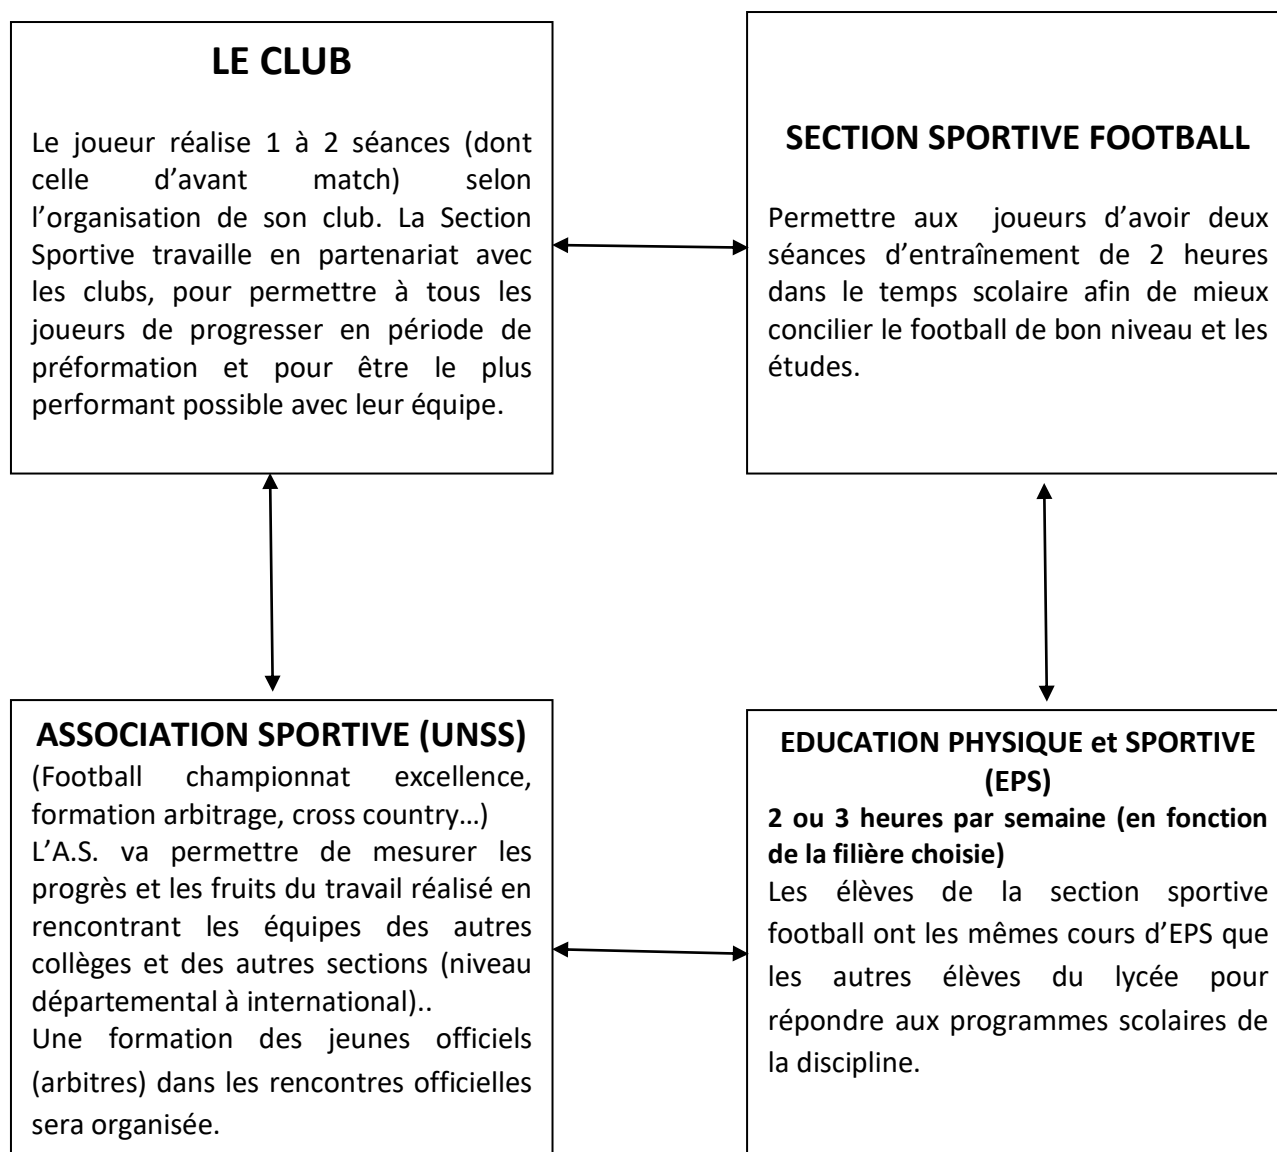 LE CLUB
Le joueur réalise 1 à 2 séances (dont
celle d’avant match) selon
l’organisation de son club. La Section
Sportive travaille en partenariat avec
les clubs, pour permettre à tous les
joueurs de progresser en période de
préformation et pour être le plus
performant possible avec leur équipe.
SECTION SPORTIVE FOOTBALL
Permettre aux joueurs d’avoir deux
séances d’entraînement de 2 heures
dans le temps scolaire afin de mieux
concilier le football de bon niveau et les
études.
ASSOCIATION SPORTIVE (UNSS)
(Football championnat excellence,
formation arbitrage, cross country…)
L’A.S. va permettre de mesurer les
progrès et les fruits du travail réalisé en
rencontrant les équipes des autres
collèges et des autres sections (niveau
départemental à international)..
Une formation des jeunes officiels
(arbitres) dans les rencontres officielles
sera organisée.
EDUCATION PHYSIQUE et SPORTIVE
(EPS)
2 ou 3 heures par semaine (en fonction
de la filière choisie)
Les élèves de la section sportive
football ont les mêmes cours d’EPS que
les autres élèves du lycée pour
répondre aux programmes scolaires de
la discipline.